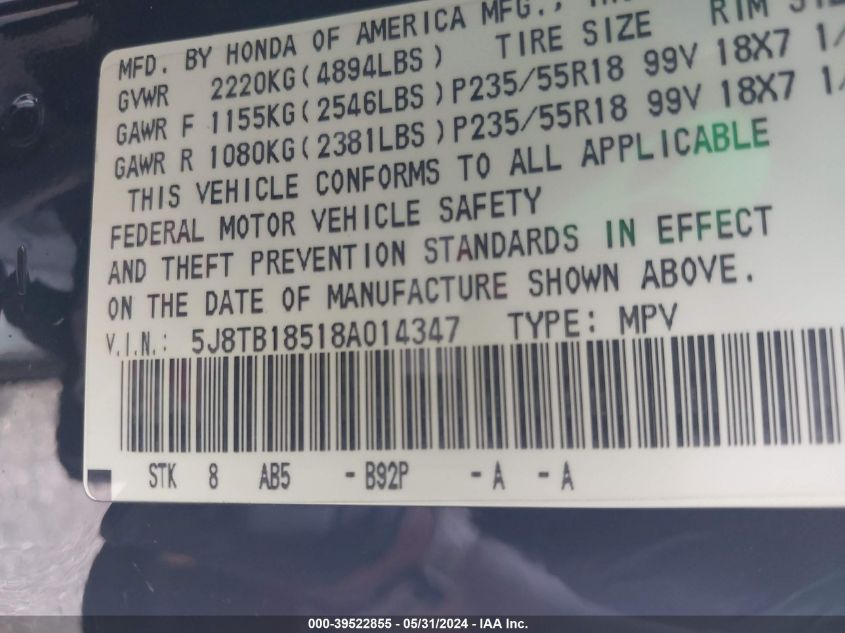 MFD. BY HONDA OF AMERICA MFG.,
TIRE SIZE RIM
GVWR 2220KG(4894LBS)
GAWR F 1155KG(2546LBS)P235/55R18 99V 18X7
GAWR R 1080KG(2381LBS)P235/55R18 99V 18X7
THIS VEHICLE CONFORMS TO ALL APPLICABLE
FEDERAL MOTOR VEHICLE SAFETY
AND THEFT PREVENTION STANDARDS IN EFFECT
ON THE DATE OF MANUFACTURE SHOWN ABOVE.
V.I.N.: 5J8TB18518A014347 TYPE: MPV
STK 8 AB5 -B92P -A -A
000-39522855 - 05/31/2024 - IAA Inc.